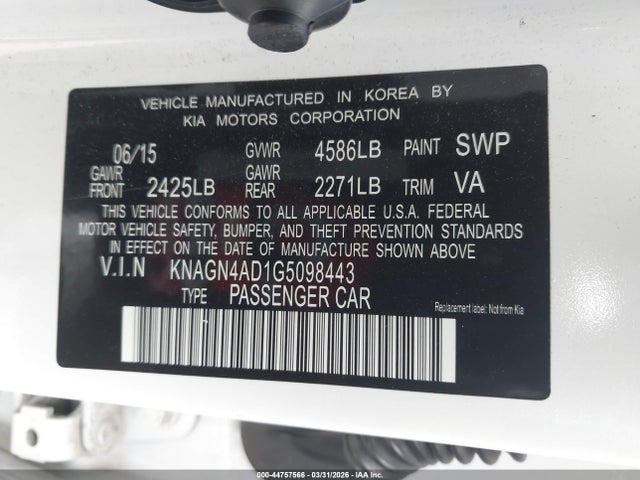 VEHICLE MANUFACTURED IN KOREA BY
KIA MOTORS CORPORATION
06/15 GVWR 4586LB PAINT SWP
GAWR FRONT 2425LB GAWR REAR 2271LB TRIM VA
THIS VEHICLE CONFORMS TO ALL APPLICABLE U.S.A. FEDERAL
MOTOR VEHICLE SAFETY, BUMPER, AND THEFT PREVENTION STANDARDS
IN EFFECT ON THE DATE OF MANUFACTURE SHOWN ABOVE
V.I.N KNAGN4AD1G5098443
TYPE PASSENGER CAR
Replacement label: Not from Kia
000-44757566 - 03/31/2026 - IAA, Inc.